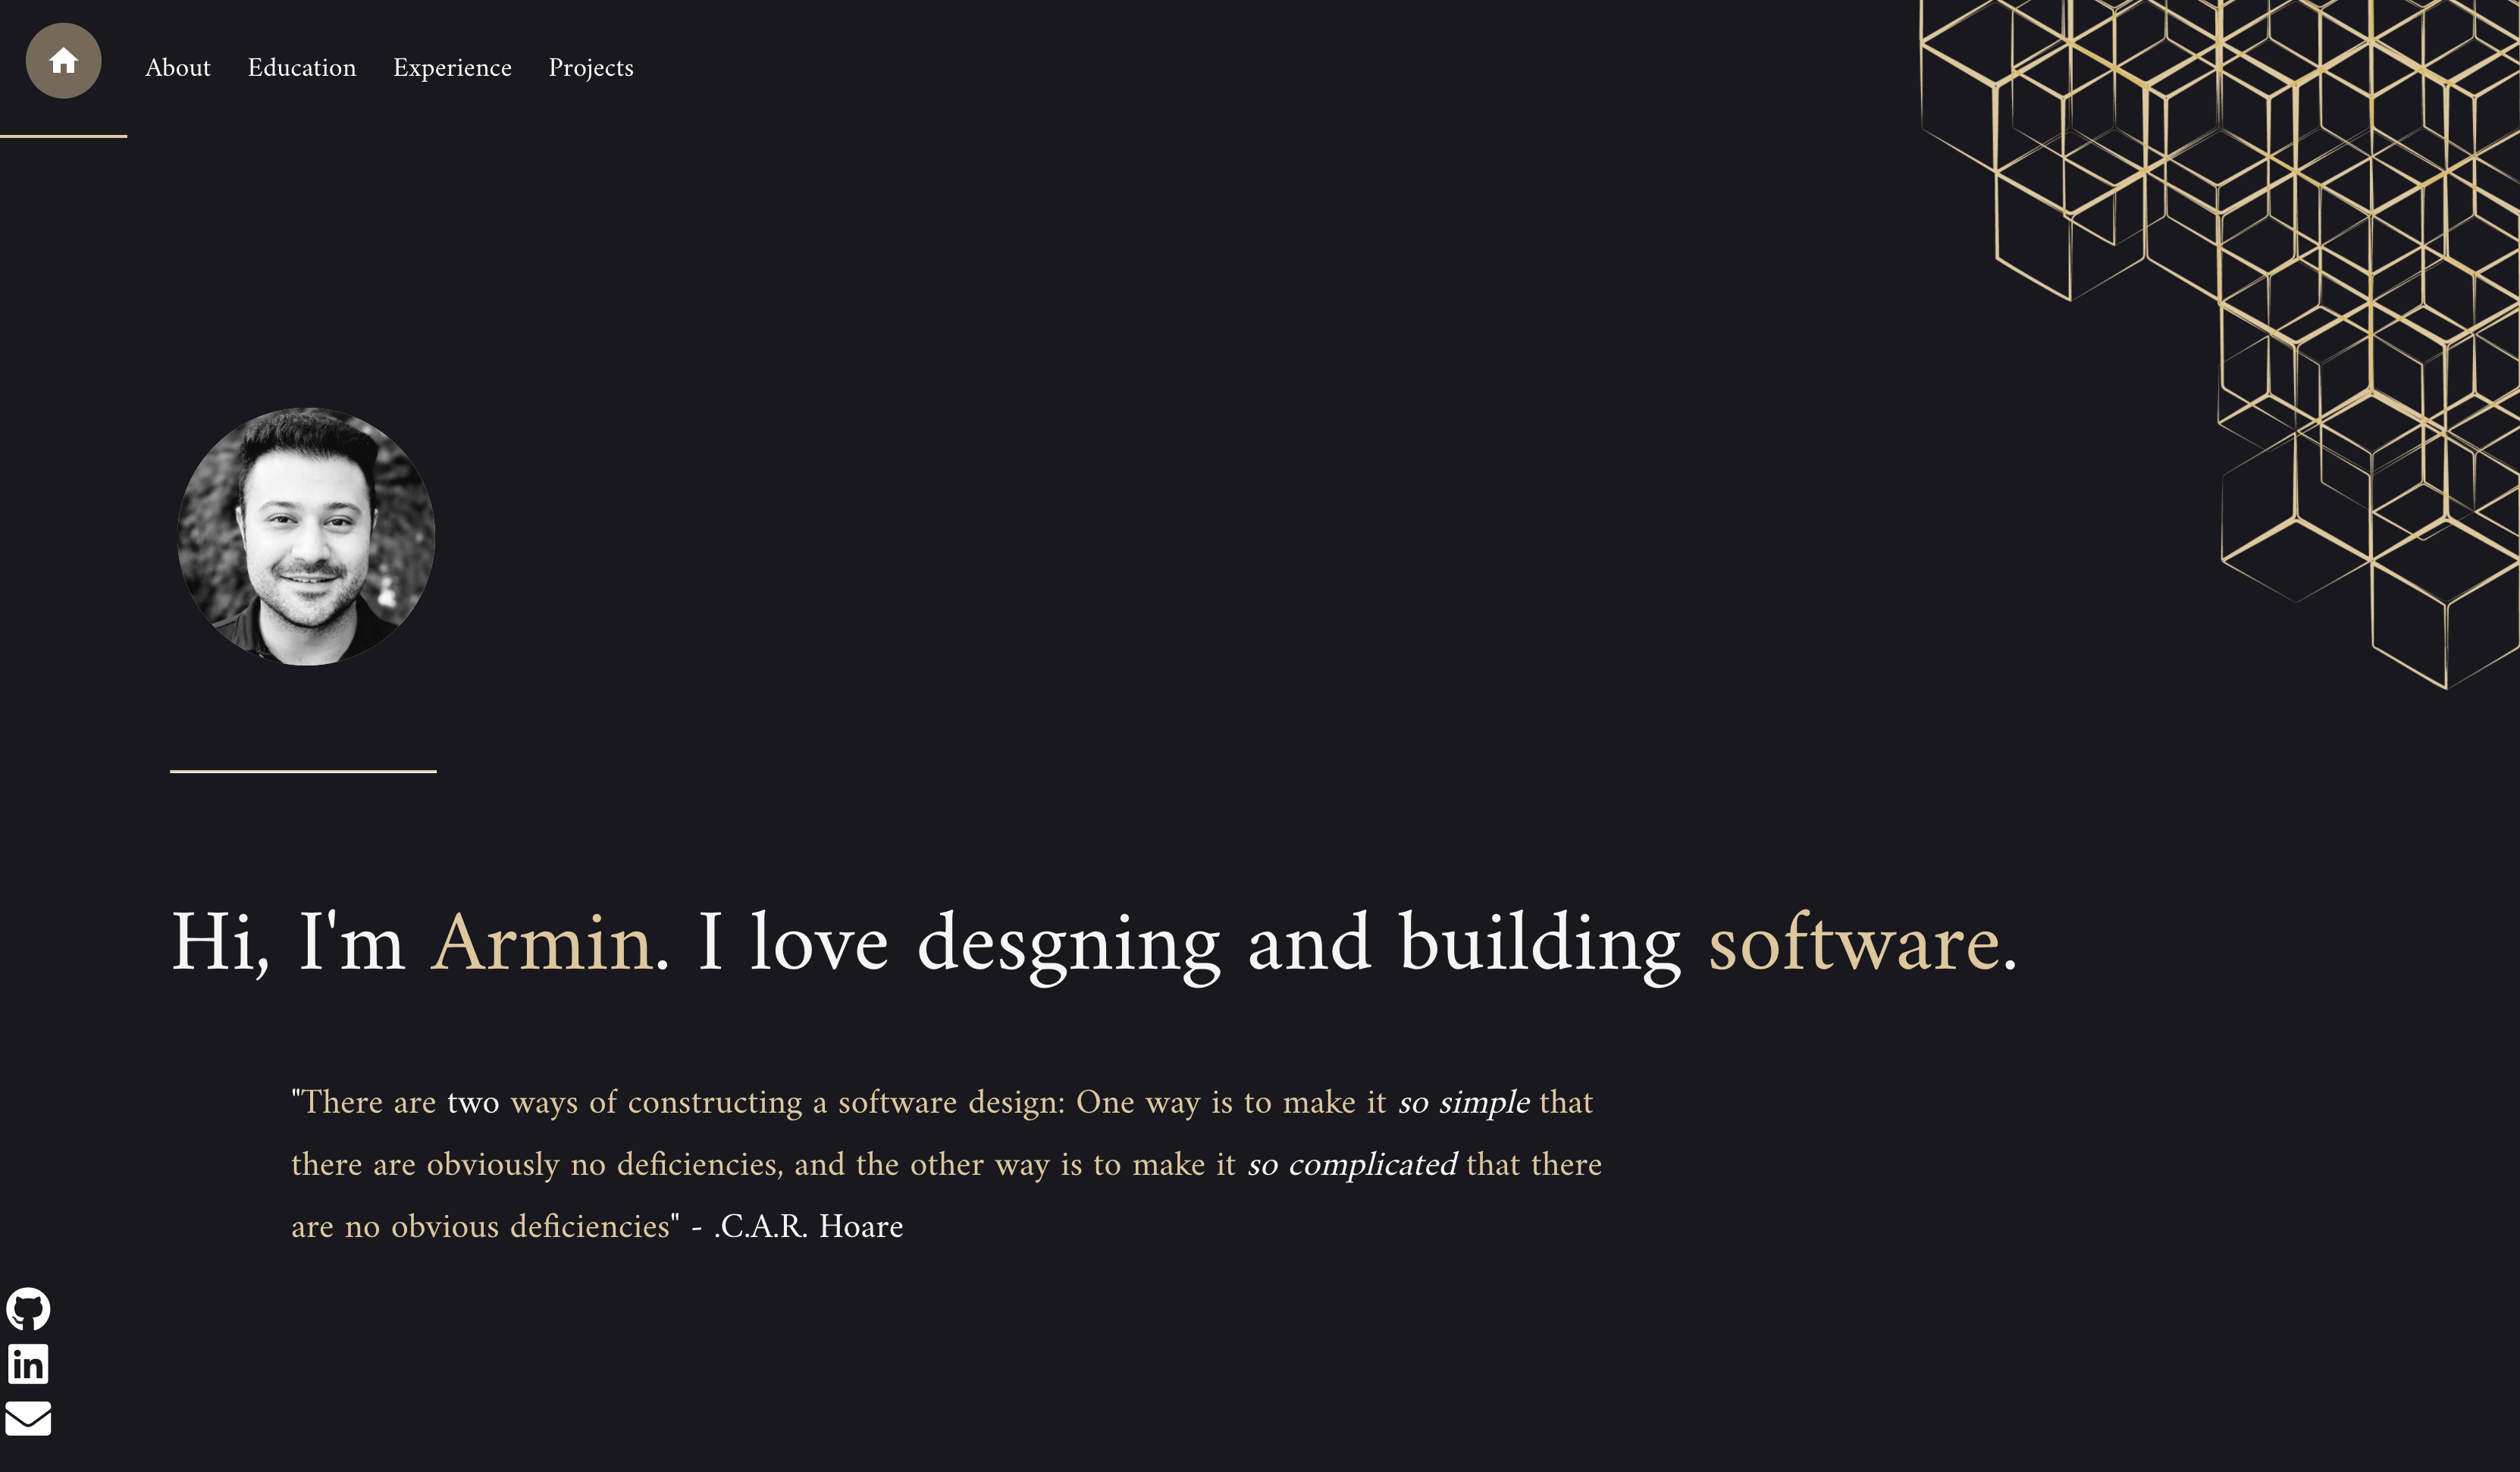 About Education Experience Projects
Hi, I'm Armin. I love desgning and building software.
"There are two ways of constructing a software design: One way is to make it so simple that
there are obviously no deficiencies, and the other way is to make it so complicated that there
are no obvious deficiencies" - .C.A.R. Hoare
in